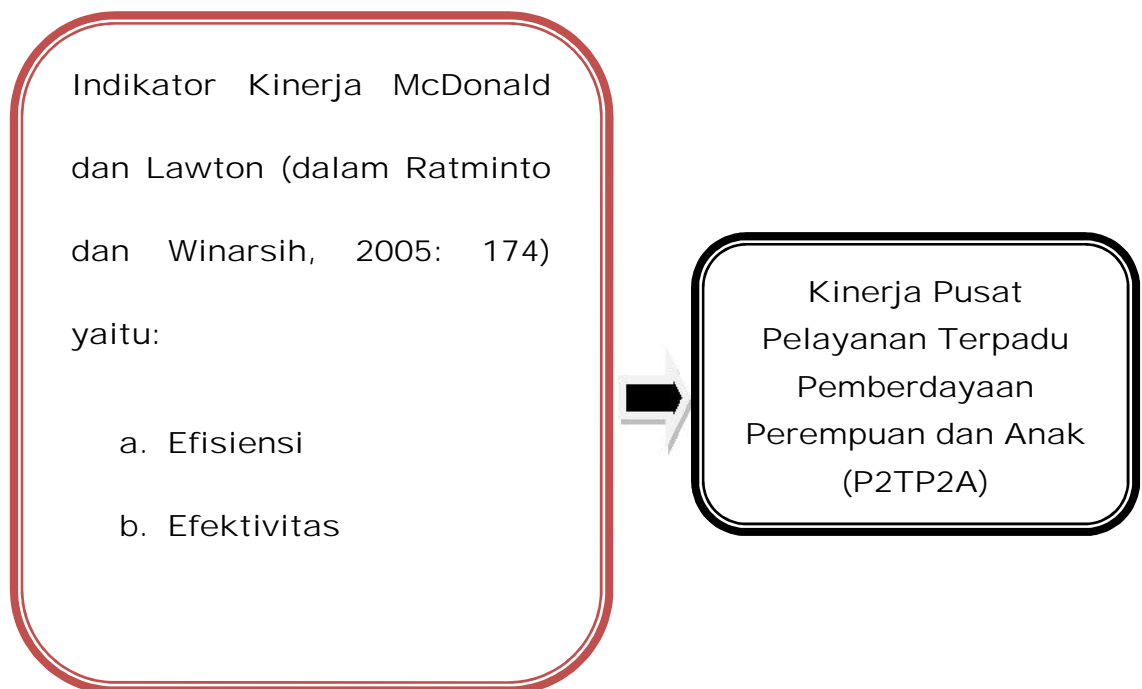 Indikator Kinerja McDonald
dan Lawton (dalam Ratminto
dan Winarsih, 2005: 174)
yaitu:
a. Efisiensi
b. Efektivitas
Kinerja Pusat
Pelayanan Terpadu
Pemberdayaan
Perempuan dan Anak
(P2TP2A)